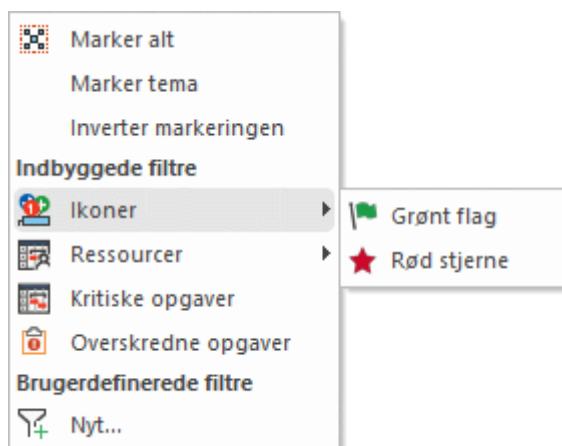 Marker alt
Marker tema
Inverter markeringen
Indbyggede filtre
Ikoner
Grønt flag
Ressourcer
Rød stjerne
Kritiske opgaver
Overskredne opgaver
Brugerdefinerede filtre
Nyt...